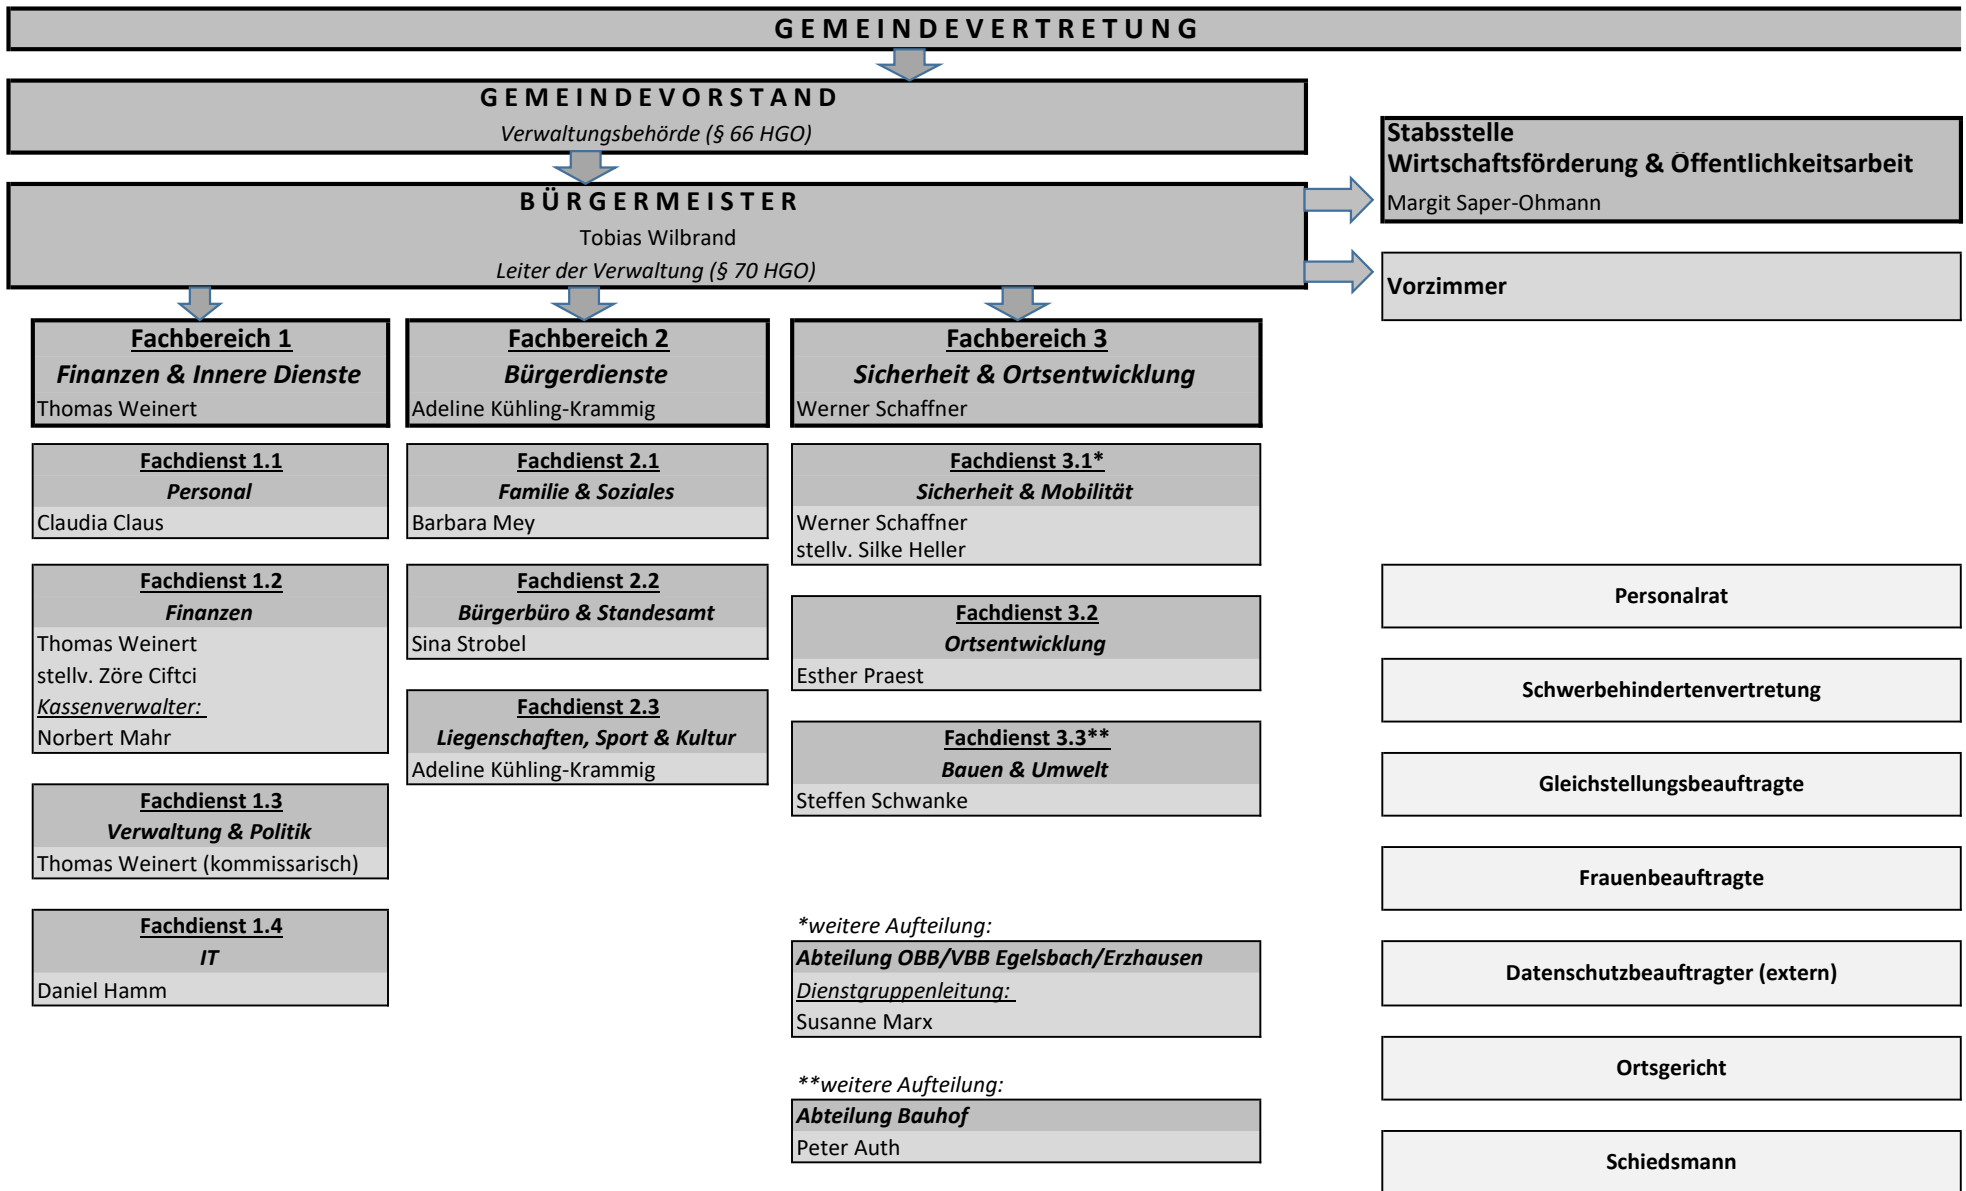 GEMEINDEVERTRETUNG
GEMEINDEVORSTAND
Verwaltungsbehörde (§ 66 HGO)
BÜRGERMEISTER
Tobias Wilbrand
Leiter der Verwaltung (§ 70 HGO)
Stabsstelle
Wirtschaftsförderung & Öffentlichkeitsarbeit
Margit Saper-Ohmann
Vorzimmer
Fachbereich 1
Finanzen & Innere Dienste
Thomas Weinert
Fachdienst 1.1
Personal
Claudia Claus
Fachdienst 1.2
Finanzen
Thomas Weinert
stellv. Zöre Ciftci
Kassenverwalter:
Norbert Mahr
Fachdienst 1.3
Verwaltung & Politik
Thomas Weinert (kommissarisch)
Fachdienst 1.4
IT
Daniel Hamm
Fachbereich 2
Bürgerdienste
Adeline Kühling-Krammig
Fachdienst 2.1
Familie & Soziales
Barbara Mey
Fachdienst 2.2
Bürgerbüro & Standesamt
Sina Strobel
Fachdienst 2.3
Liegenschaften, Sport & Kultur
Adeline Kühling-Krammig
Fachbereich 3
Sicherheit & Ortsentwicklung
Werner Schaffner
Fachdienst 3.1*
Sicherheit & Mobilität
Werner Schaffner
stellv. Silke Heller
Fachdienst 3.2
Ortsentwicklung
Esther Praest
Fachdienst 3.3**
Bauen & Umwelt
Steffen Schwanke
*weitere Aufteilung:
Abteilung OBB/VBB Egelsbach/Erzhausen
Dienstgruppenleitung:
Susanne Marx
**weitere Aufteilung:
Abteilung Bauhof
Peter Auth
Personalrat
Schwerbehindertenvertretung
Gleichstellungsbeauftragte
Frauenbeauftragte
Datenschutzbeauftragter (extern)
Ortsgericht
Schiedsmann